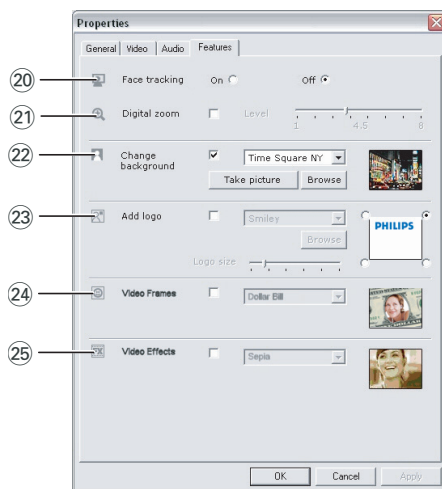 Properties
General Video Audio Features
20 Face tracking On Off
21 Digital zoom Level
1 4.5 8
22 Change background Time Square NY
Take picture Browse
23 Add logo Smiley
PHILIPS
Browse
Logo size
24 Video Frames Dollar Bill
25 Video Effects Sepia
OK Cancel Apply